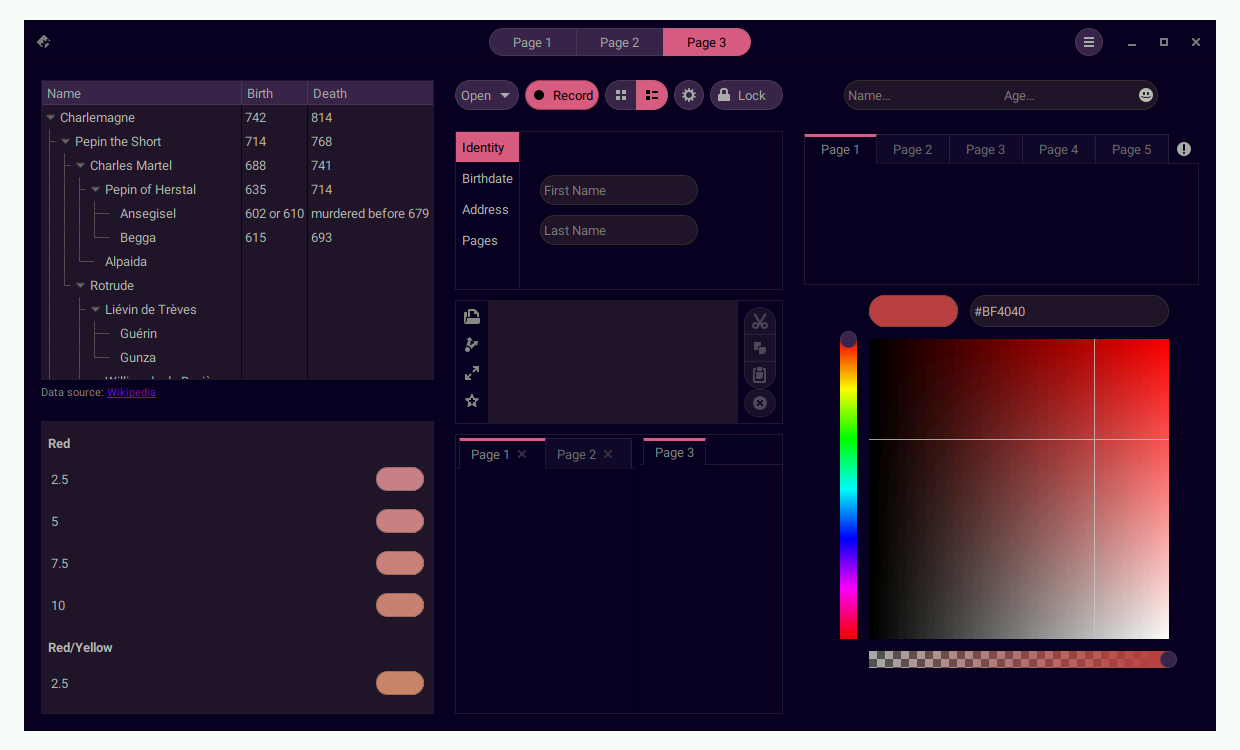 Page 1 Page 2 Page 3
Name Birth Death
Charlemagne 742 814
Pepin the Short 714 768
Charles Martel 688 741
Pepin of Herstal 635 714
Ansegisel 602 or 610 murdered before 679
Begga 615 693
Alpaida
Rotrude
Liévin de Trèves
Guérin
Gunza
Data source: Wikipedia
Red
2.5
5
7.5
10
Red/Yellow
2.5
Open Record Lock
Identity
Birthdate
Address
Pages
First Name
Last Name
Page 1 Page 2 Page 3
Name... Age...
Page 1 Page 2 Page 3 Page 4 Page 5
#BF4040